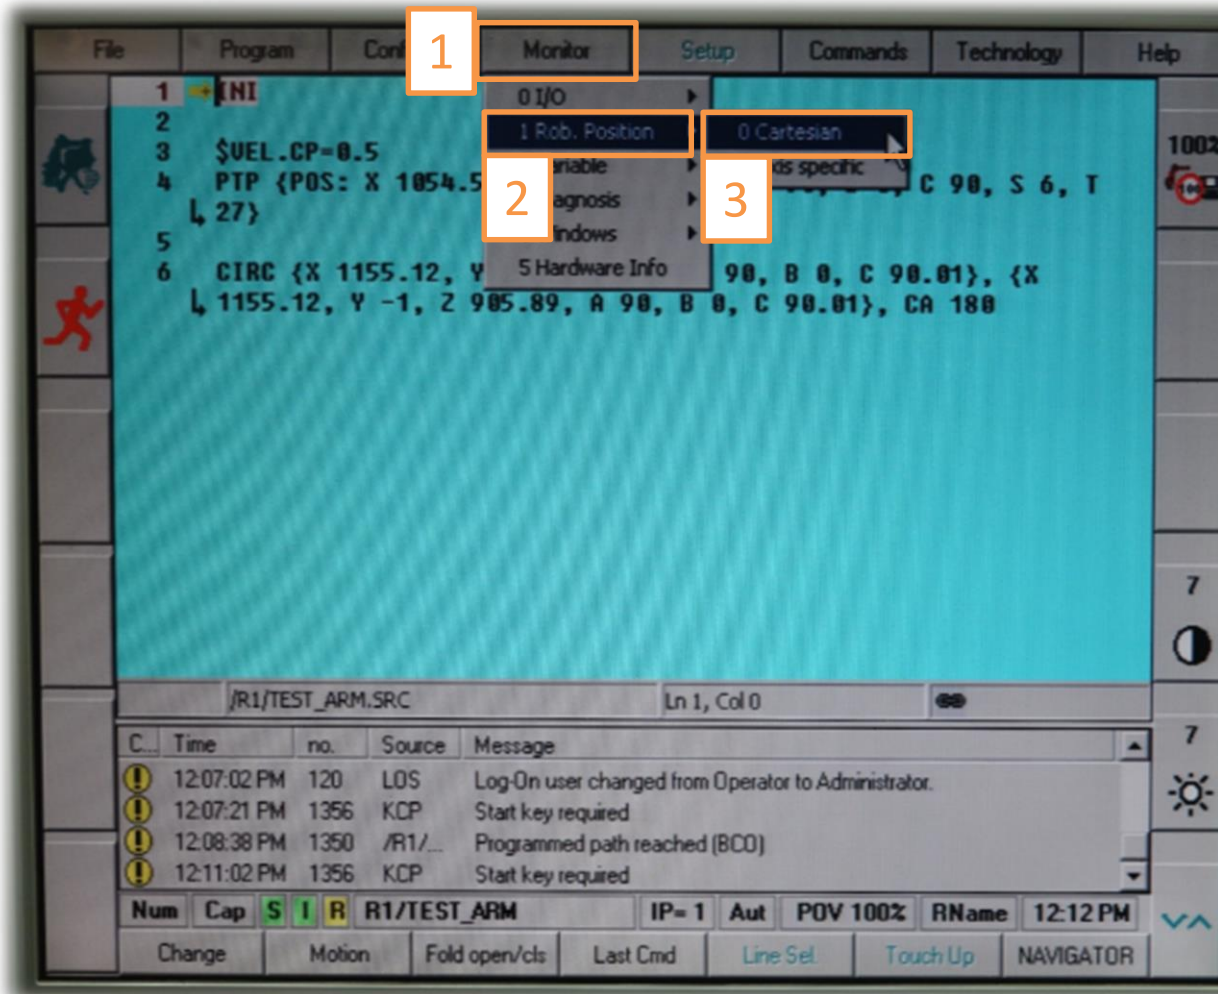 File Program Conf Monitor Setup Commands Technology Help
1
1 INI
0 I/O
2
1 Rob. Position
0 Cartesian
100%
3 $VEL.CP=0.5
riable
xis specific
4 PTP {POS: X 1054.5 C 90, S 6, T
27}
2
agnosis
3
5
indows
6 CIRC {X 1155.12, Y 90, B 0, C 90.01}, {X
5 Hardware Info
1155.12, Y -1, Z 905.89, A 90, B 0, C 90.01}, CA 180
7
/R1/TEST_ARM.SRC Ln 1, Col 0
7
C... Time no. Source Message
12:07:02 PM 120 LOS Log-On user changed from Operator to Administrator.
12:07:21 PM 1356 KCP Start key required
12:08:38 PM 1350 /R1/... Programmed path reached (BCO)
12:11:02 PM 1356 KCP Start key required
Num Cap S I R R1/TEST_ARM IP= 1 Aut POV 100% RName 12:12 PM
Change Motion Fold open/cls Last Cmd Line Sel. Touch Up NAVIGATOR